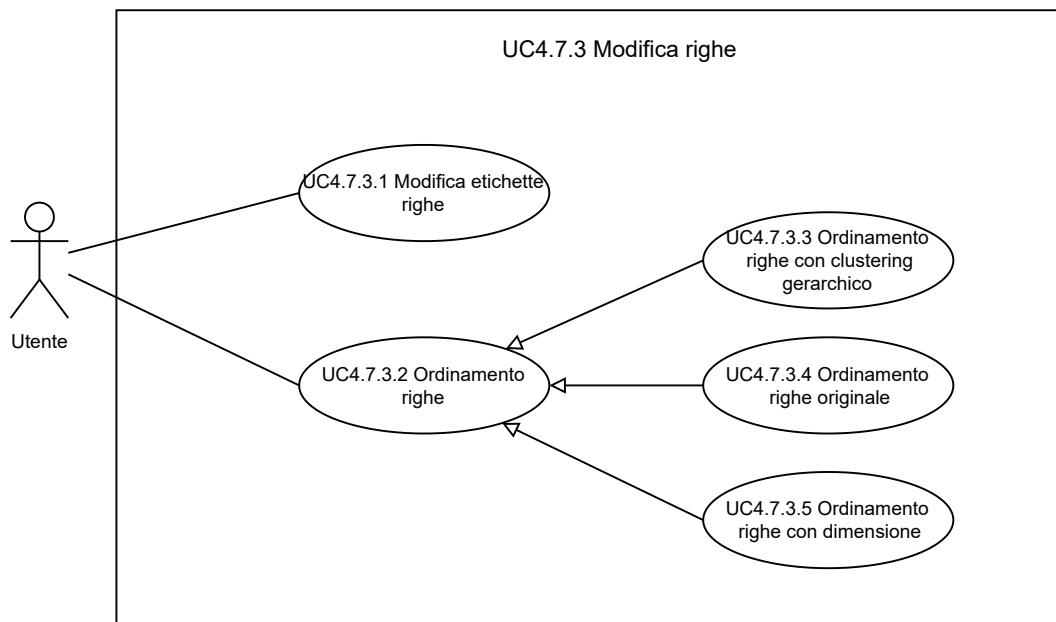 UC4.7.3 Modifica righe
UC4.7.3.1 Modifica etichette
righe
UC4.7.3.3 Ordinamento
righe con clustering
gerarchico
Utente
UC4.7.3.2 Ordinamento
righe
UC4.7.3.4 Ordinamento
righe originale
UC4.7.3.5 Ordinamento
righe con dimensione